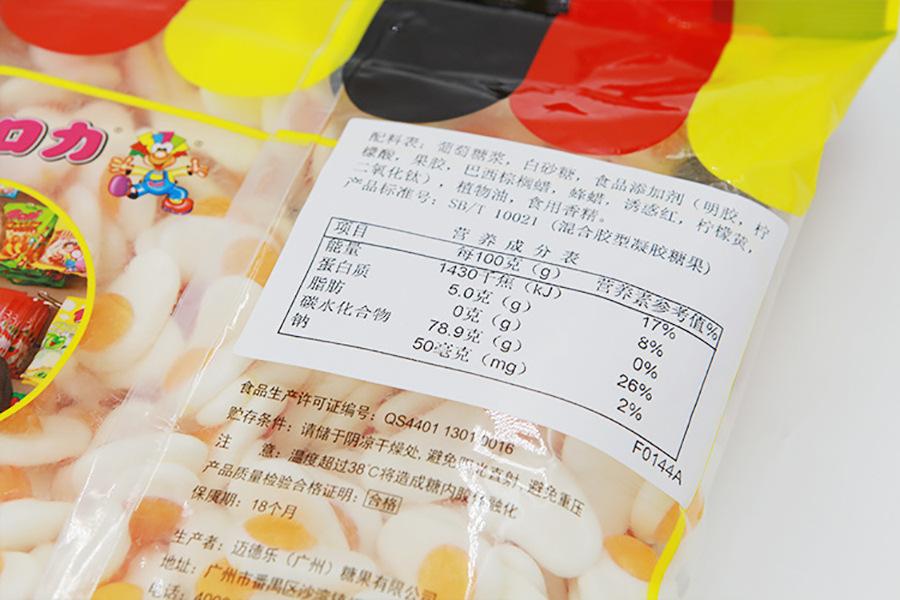 口力
配料表：葡萄糖浆，白砂糖，食品添加剂（明胶，柠
檬酸，果胶，巴西棕榈蜡，蜂蜡，诱惑红，柠檬黄，
二氧化钛），植物油，食用香精。
产品标准号：SB/T 10021（混合胶型凝胶糖果）
营养成分表
项目 每100克（g） 营养素参考值%
能量 1430千焦（kJ） 17%
蛋白质 5.0克（g） 8%
脂肪 0克（g） 0%
碳水化合物 78.9克（g） 26%
钠 50毫克（mg） 2%
F0144A
食品生产许可证编号：QS4401 1301 0016
贮存条件：请储于阴凉干燥处，避免阳光直射，避免重压
注 意：温度超过38℃将造成糖内胶体融化
产品质量检验合格证明：合格
保质期：18个月
生产者：迈德乐（广州）糖果有限公司
地址：广州市番禺区沙湾镇
电话：400